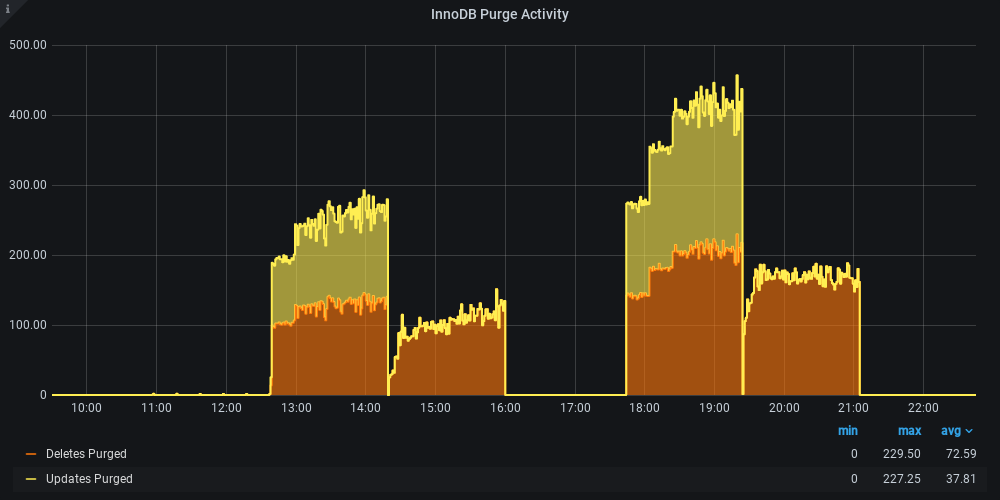 i
InnoDB Purge Activity
500.00
400.00
300.00
200.00
100.00
0
10:00 11:00 12:00 13:00 14:00 15:00 16:00 17:00 18:00 19:00 20:00 21:00 22:00
min max avg
Deletes Purged 0 229.50 72.59
Updates Purged 0 227.25 37.81